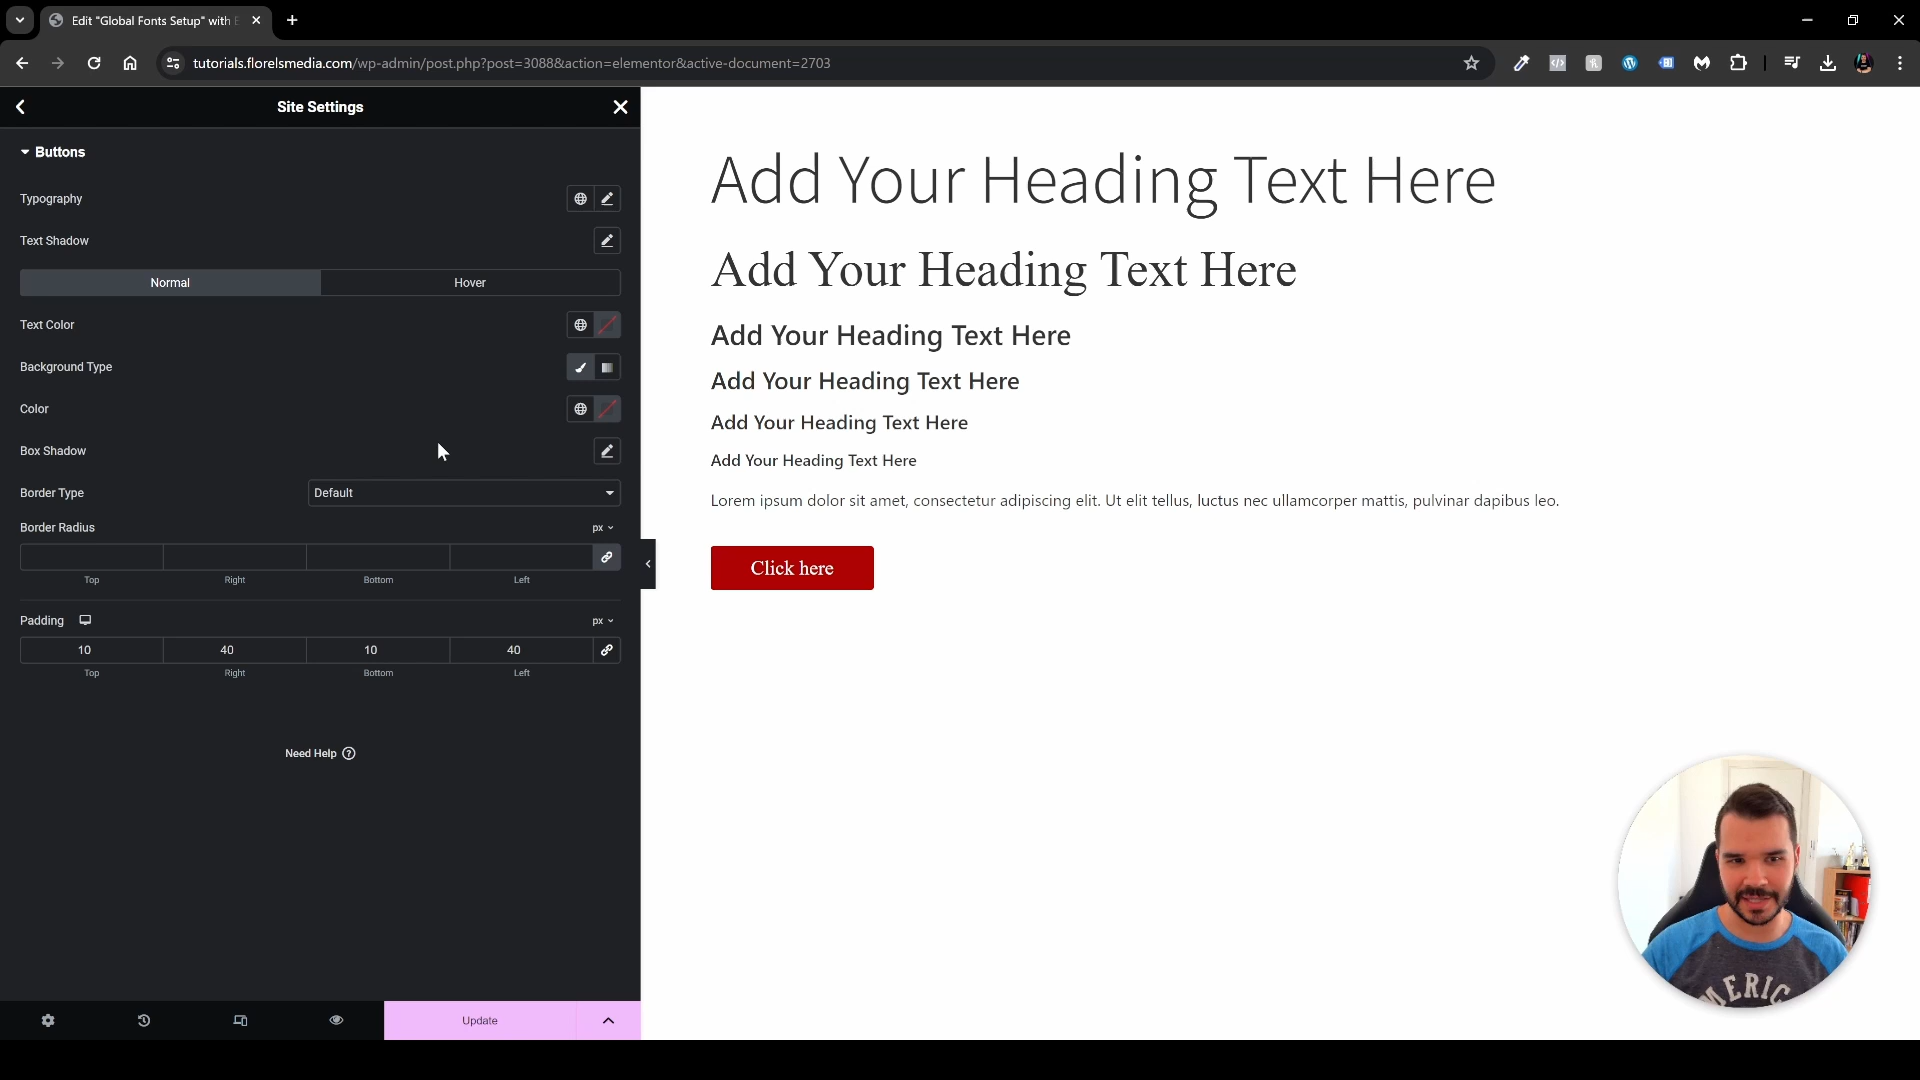 Edit "Global Fonts Setup" with E
tutorials.florelsmedia.com/wp-admin/post.php?post=3088&action=elementor&active-document=2703
Site Settings
Buttons
Typography
Text Shadow
Normal
Hover
Text Color
Background Type
Color
Box Shadow
Border Type
Default
Border Radius
px
Top
Right
Bottom
Left
Padding
px
10
40
10
40
Top
Right
Bottom
Left
Need Help
Update
Add Your Heading Text Here
Add Your Heading Text Here
Add Your Heading Text Here
Add Your Heading Text Here
Add Your Heading Text Here
Add Your Heading Text Here
Lorem ipsum dolor sit amet, consectetur adipiscing elit. Ut elit tellus, luctus nec ullamcorper mattis, pulvinar dapibus leo.
Click here